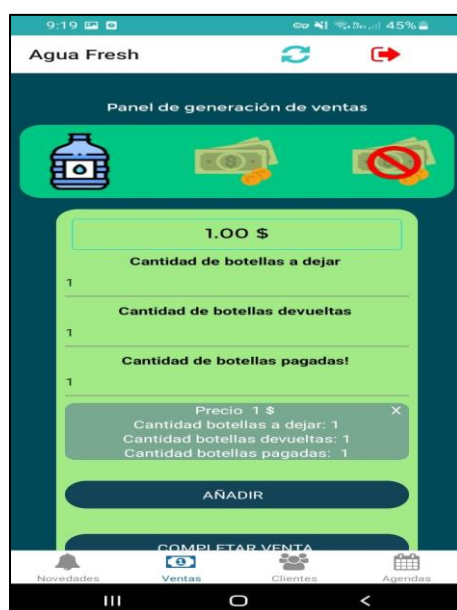 9:19
45%
Agua Fresh
Panel de generación de ventas
1.00 $
Cantidad de botellas a dejar
1
Cantidad de botellas devueltas
1
Cantidad de botellas pagadas!
1
Precio 1 $ X
Cantidad botellas a dejar: 1
Cantidad botellas devueltas: 1
Cantidad botellas pagadas: 1
AÑADIR
COMPLETAR VENTA
Novedades Ventas Clientes Agendas